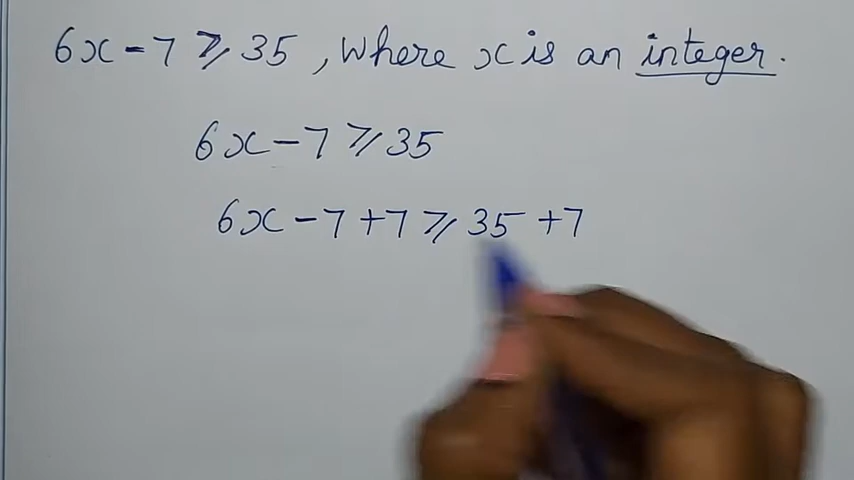 6x - 7 ⩾ 35 , Where x is an integer.
6x - 7 ⩾ 35
6x - 7 + 7 ⩾ 35 + 7